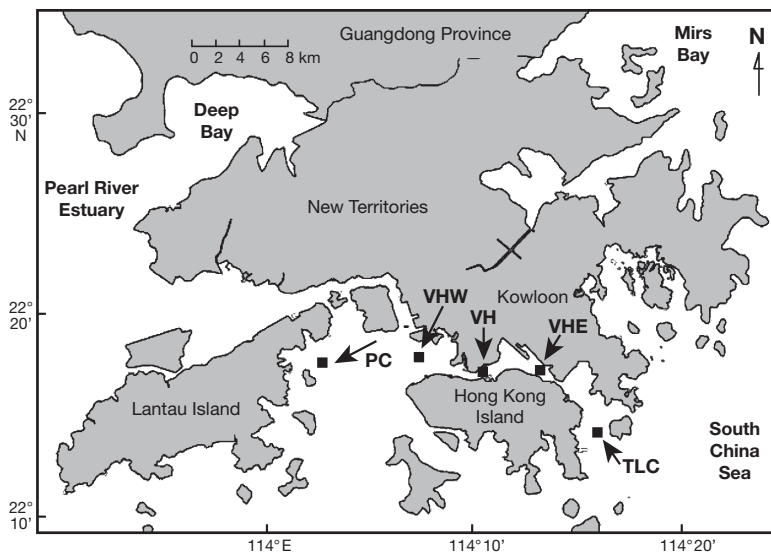 Guangdong Province
Mirs
Bay
N
0 2 4 6 8 km
22°
30’
N
Deep
Bay
Pearl River
Estuary
New Territories
22°
20’
VHW
VH
Kowloon
VHE
PC
Lantau Island
Hong Kong
Island
South
China
Sea
TLC
22°
10’
114°E
114°10’
114°20’